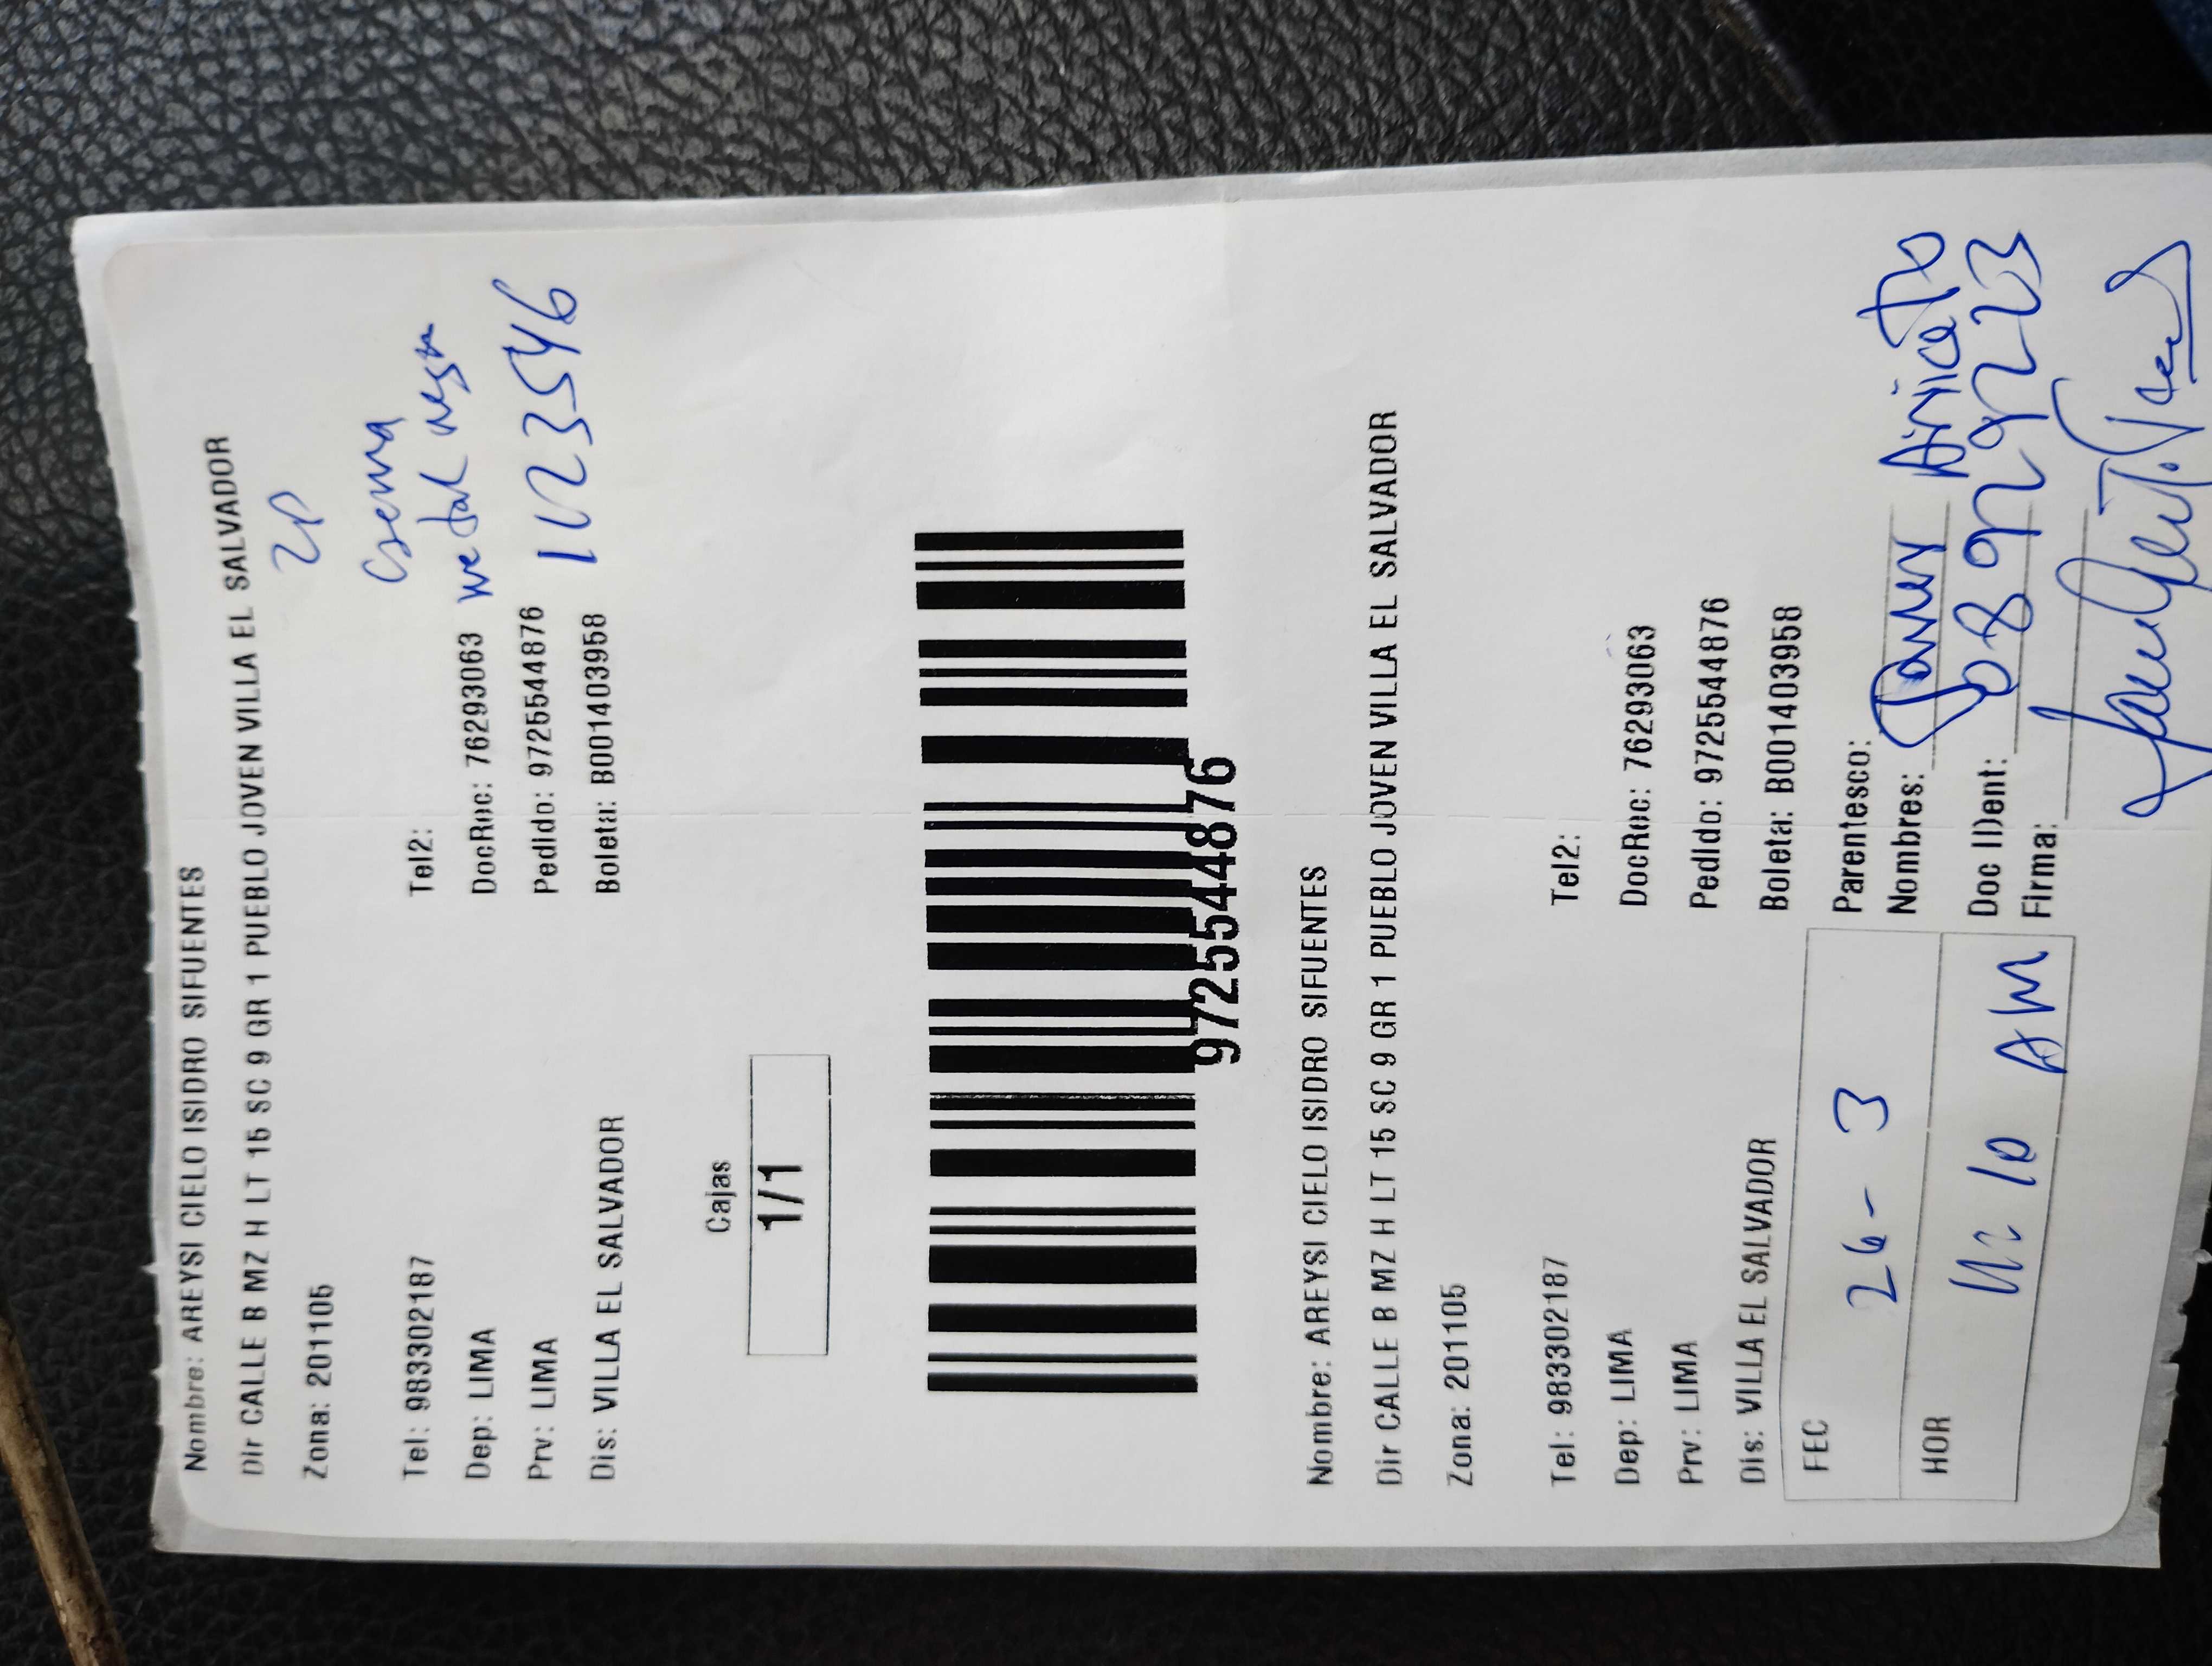 Nombre: AREYSI CIELO ISIDRO SIFUENTES
Dir CALLE B MZ H LT 15 SC 9 GR 1 PUEBLO JOVEN VILLA EL SALVADOR
Zona: 201105
2P
Tel: 983302187 Tel2:
Dep: LIMA DocRec: 76293063
Prv: LIMA Pedido: 9725544876
Dis: VILLA EL SALVADOR Boleta: B001403958
1123546
Cajas
1/1
9725544876
Nombre: AREYSI CIELO ISIDRO SIFUENTES
Dir CALLE B MZ H LT 15 SC 9 GR 1 PUEBLO JOVEN VILLA EL SALVADOR
Zona: 201105
Tel: 983302187 Tel2:
Dep: LIMA DocRec: 76293063
Prv: LIMA Pedido: 9725544876
Dis: VILLA EL SALVADOR Boleta: B001403958
FEC 26-3 Parentesco:
Nombres:
HOR 10 AM Doc IDent:
Firma: